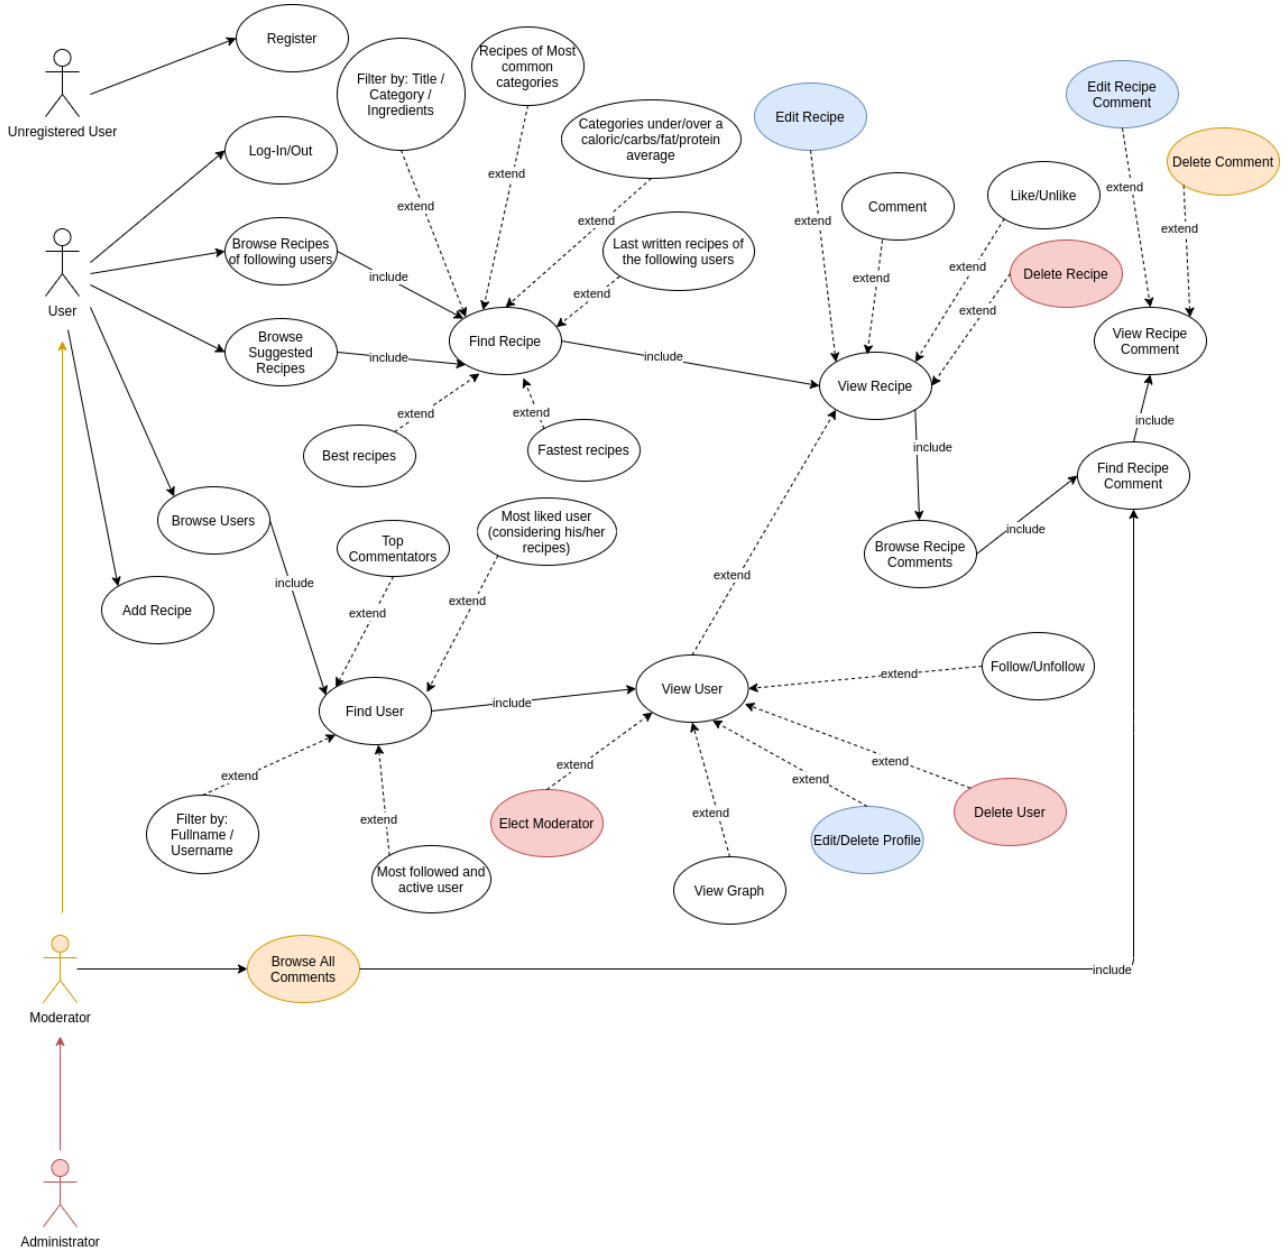 Register
Unregistered User
Filter by: Title /
Category /
Ingredients
Recipes of Most
common
categories
Categories under/over a
caloric/carbs/fat/protein
average
Edit Recipe
Edit Recipe
Comment
Delete Comment
Log-In/Out
extend
extend
extend
extend
extend
extend
Comment
Like/Unlike
Browse Recipes
of following users
Last written recipes of
the following users
User
include
extend
extend
extend
extend
Delete Recipe
extend
Browse
Suggested
Recipes
include
Find Recipe
include
View Recipe
View Recipe
Comment
extend
extend
Best recipes
Fastest recipes
include
include
Find Recipe
Comment
Browse Users
Top
Commentators
Most liked user
(considering his/her
recipes)
Browse Recipe
Comments
include
include
extend
extend
extend
Add Recipe
Find User
include
View User
extend
Follow/Unfollow
extend
extend
extend
extend
extend
extend
Filter by:
Fullname /
Username
Most followed and
active user
Elect Moderator
View Graph
Edit/Delete Profile
Delete User
Browse All
Comments
include
Moderator
Administrator